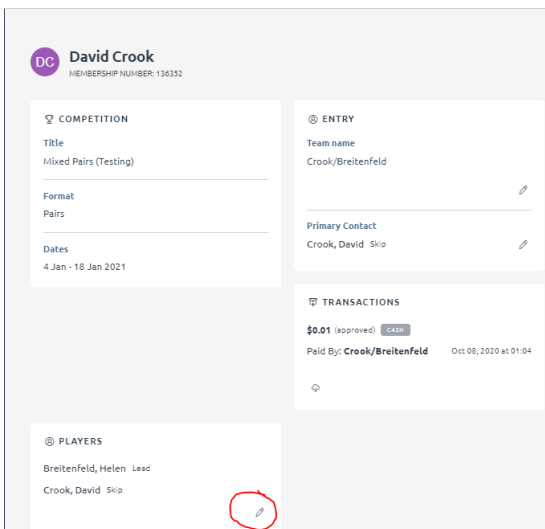 DC
David Crook
MEMBERSHIP NUMBER: 136352
COMPETITION
Title
Mixed Pairs (Testing)
Format
Pairs
Dates
4 Jan - 18 Jan 2021
ENTRY
Team name
Crook/Breitenfeld
Primary Contact
Crook, David Skip
TRANSACTIONS
$0.01 (approved) CASH
Paid By: Crook/Breitenfeld Oct 08, 2020 at 01:04
PLAYERS
Breitenfeld, Helen Lead
Crook, David Skip